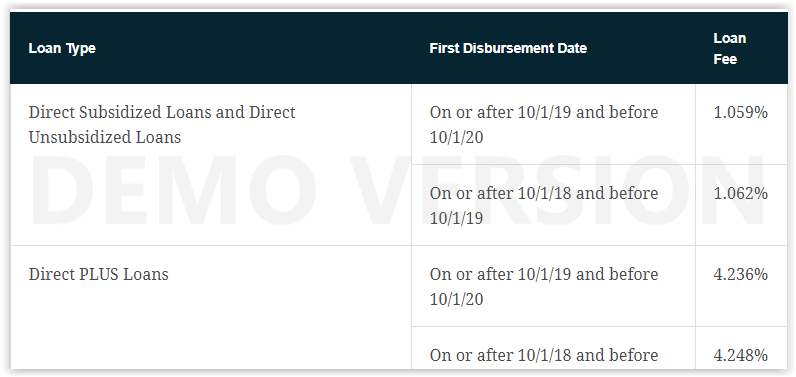 Loan Type First Disbursement Date Loan Fee
Direct Subsidized Loans and Direct
Unsubsidized Loans
On or after 10/1/19 and before
10/1/20
1.059%
On or after 10/1/18 and before
10/1/19
1.062%
DEMO VERSION
Direct PLUS Loans
On or after 10/1/19 and before
10/1/20
4.236%
On or after 10/1/18 and before
4.248%